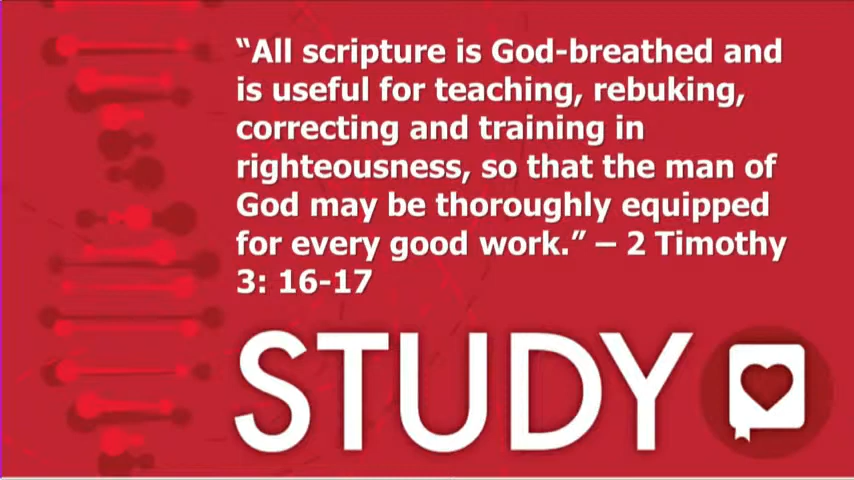 “All scripture is God-breathed and
is useful for teaching, rebuking,
correcting and training in
righteousness, so that the man of
God may be thoroughly equipped
for every good work.” – 2 Timothy
3: 16-17
STUDY